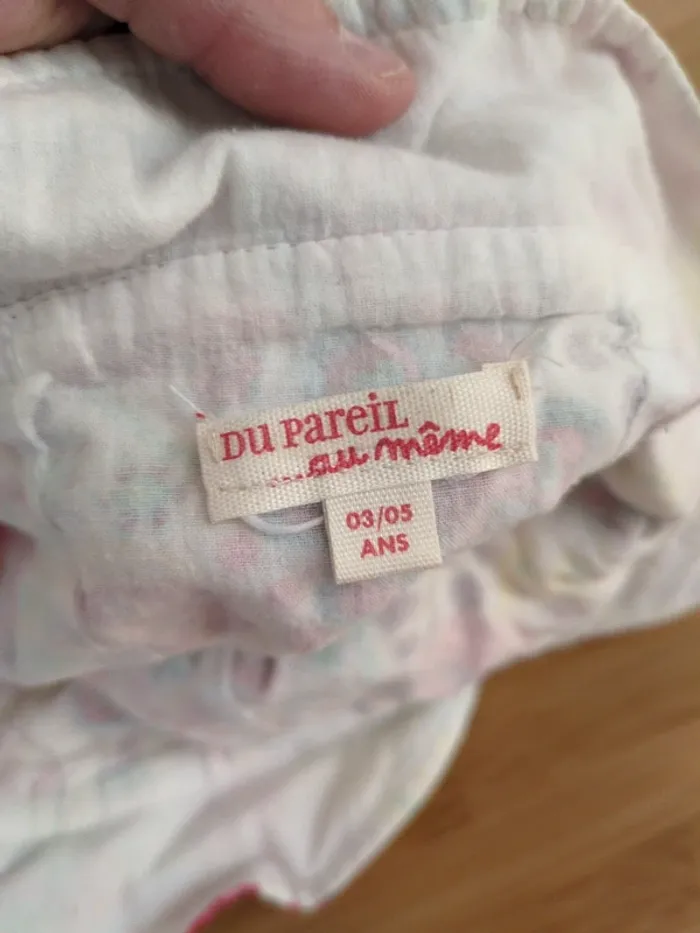 DU PAREIL
...au même
03/05
ANS